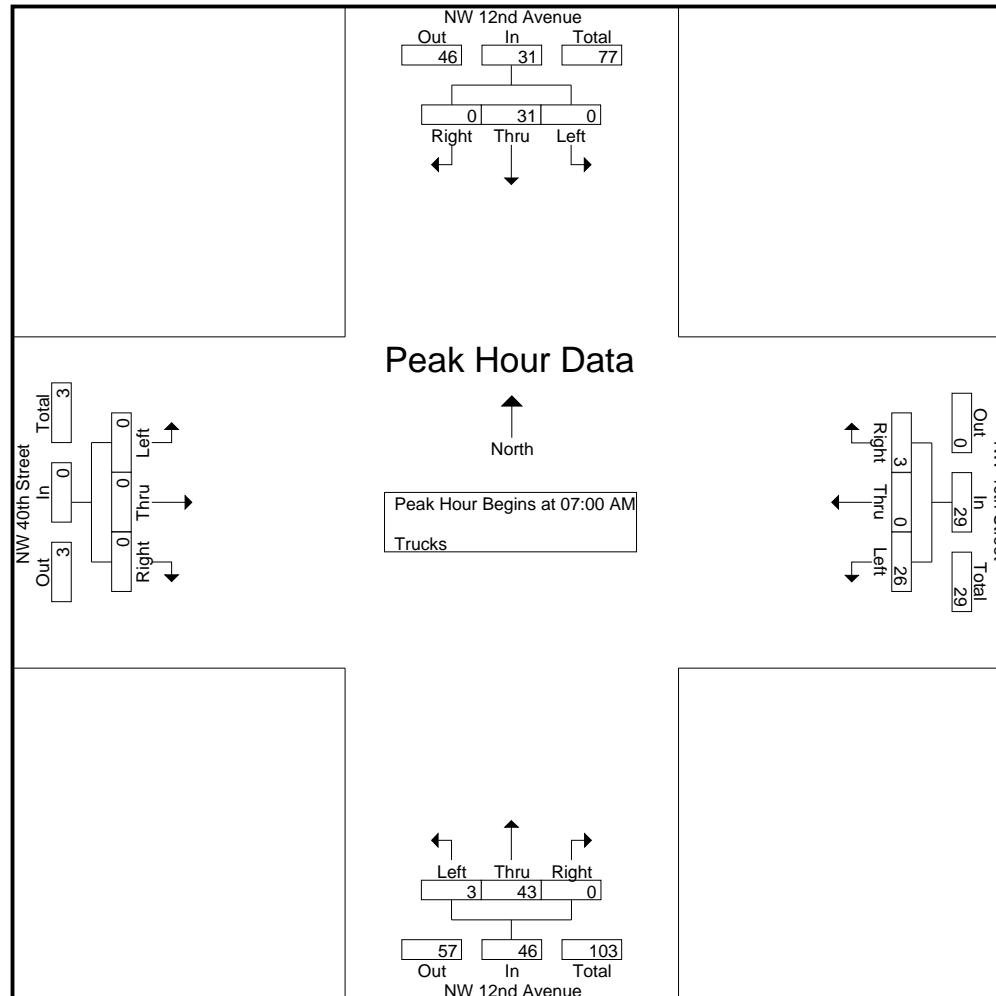 NW 12nd Avenue
Out In Total
46 31 77
0 31 0
Right Thru Left
Peak Hour Data
North
Peak Hour Begins at 07:00 AM
Trucks
NW 40th Street
Total In Out
3 0 3
0 0 0
Left Thru Right
Right Thru Left
3 0 26
Out In Total
0 29 29
Left Thru Right
3 43 0
57 46 103
Out In Total
NW 12nd Avenue